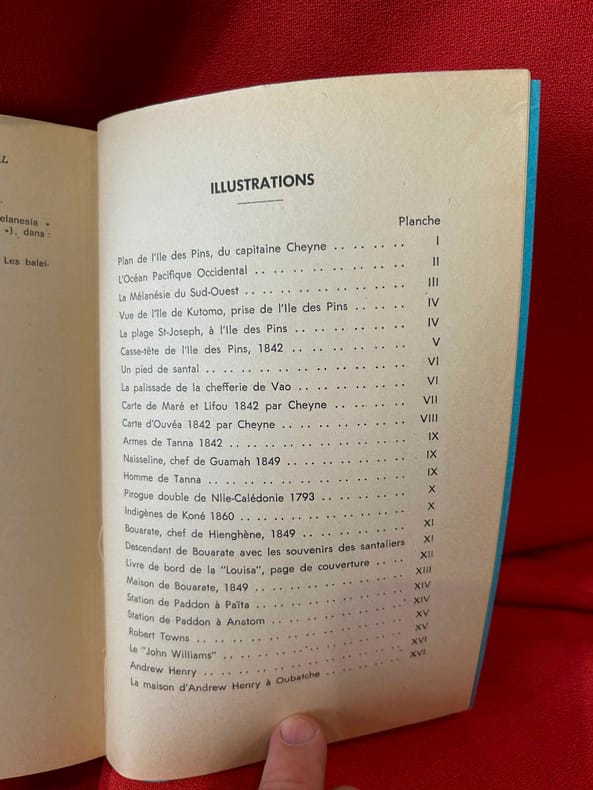 AL
elanesia »
»), dans :
Les balei-
ILLUSTRATIONS
Planche
Plan de l'Ile des Pins, du capitaine Cheyne . . . . . . . I
L'Océan Pacifique Occidental . . . . . . . . . . II
La Mélanésie du Sud-Ouest . . . . . . . . . . . III
Vue de l'île de Kutomo, prise de l'Ile des Pins . . . . . IV
La plage St-Joseph, à l'Ile des Pins . . . . . . . . IV
Casse-tête de l'Ile des Pins, 1842 . . . . . . . . . V
Un pied de santal . . . . . . . . . . . . . . VI
La palissade de la chefferie de Vao . . . . . . . . VI
Carte de Maré et Lifou 1842 par Cheyne . . . . . . VII
Carte d'Ouvéa 1842 par Cheyne . . . . . . . . . VIII
Armes de Tanna 1842 . . . . . . . . . . . . IX
Naisseline, chef de Guamah 1849 . . . . . . . . . IX
Homme de Tanna . . . . . . . . . . . . . . IX
Pirogue double de Nlle-Calédonie 1793 . . . . . . . X
Indigènes de Koné 1860 . . . . . . . . . . . . X
Bouarate, chef de Hienghène, 1849 . . . . . . . . XI
Descendant de Bouarate avec les souvenirs des santaliers XI
Livre de bord de la "Louisa", page de couverture . . . . XII
Maison de Bouarate, 1849 . . . . . . . . . . . XIII
Station de Paddon à Païta . . . . . . . . . . . XIV
Station de Paddon à Anatom . . . . . . . . . . XIV
Robert Towns . . . . . . . . . . . . . . . XV
Le "John Williams" . . . . . . . . . . . . . XV
Andrew Henry . . . . . . . . . . . . . . . XVI
La maison d'Andrew Henry à Oubatche . . . . . . . XVI